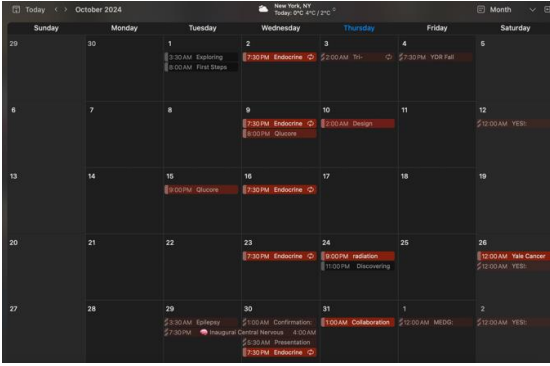 Today < > October 2024
New York, NY
Today: 0°C 4°C / 2°C
Month
Sunday Monday Tuesday Wednesday Thursday Friday Saturday
29 30 1 2 3 4 5
3:30 AM Exploring 7:30 PM Endocrine 2:00 AM Tri- 7:30 PM YDR Fall
8:00 AM First Steps
6 7 8 9 10 11 12
7:30 PM Endocrine 2:00 AM Design 12:00 AM YES!:
8:00 PM Qlucore
13 14 15 16 17 18 19
9:00 PM Qlucore 7:30 PM Endocrine
20 21 22 23 24 25 26
7:30 PM Endocrine 9:00 PM radiation 12:00 AM Yale Cancer
11:00 PM Discovering 12:00 AM YES!:
27 28 29 30 31 1 2
3:30 AM Epilepsy 1:00 AM Confirmation: 1:00 AM Collaboration 12:00 AM MEDG: 12:00 AM YES!:
7:30 PM 🧠 Inaugural Central Nervous 4:00 AM
5:30 AM Presentation
7:30 PM Endocrine